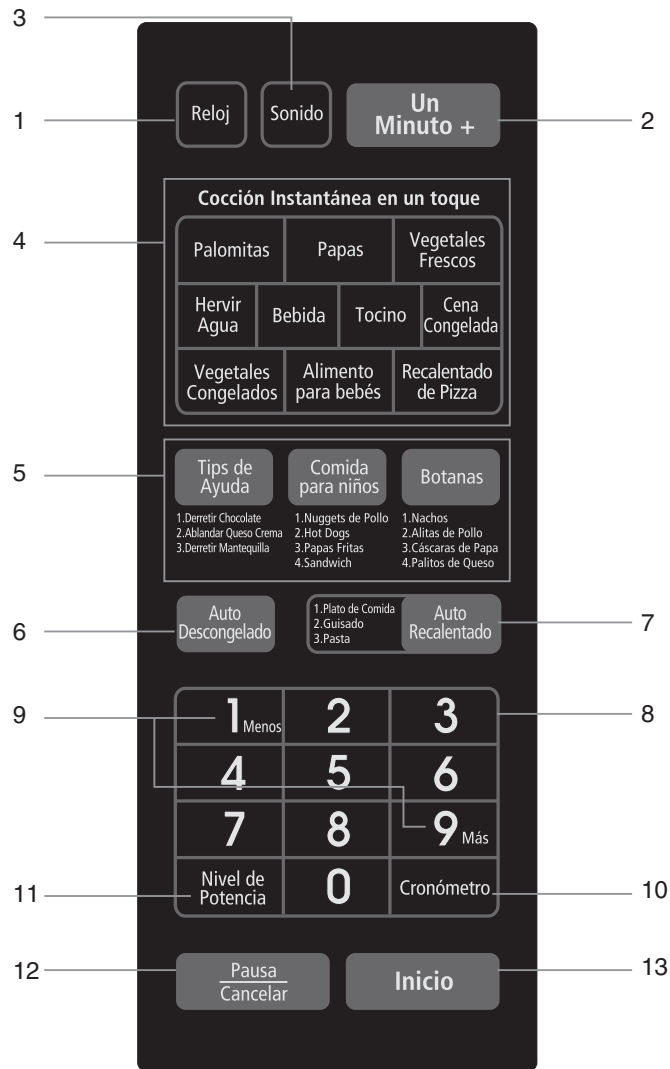 3
1
Reloj
Sonido
Un
Minuto +
2
Cocción Instantánea en un toque
4
Palomitas
Papas
Vegetales
Frescos
Hervir
Agua
Bebida
Tocino
Cena
Congelada
Vegetales
Congelados
Alimento
para bebés
Recalentado
de Pizza
5
Tips de
Ayuda
Comida
para niños
Botanas
1.Derretir Chocolate
2.Ablandar Queso Crema
3.Derretir Mantequilla
1.Nuggets de Pollo
2.Hot Dogs
3.Papas Fritas
4.Sandwich
1.Nachos
2.Alitas de Pollo
3.Cáscaras de Papa
4.Palitos de Queso
6
Auto
Descongelado
1.Plato de Comida
2.Guisado
3.Pasta
Auto
Recalentado
7
9
1 Menos
2
3
8
4
5
6
7
8
9 Más
11
Nivel de
Potencia
0
Cronómetro
10
12
Pausa
Cancelar
Inicio
13